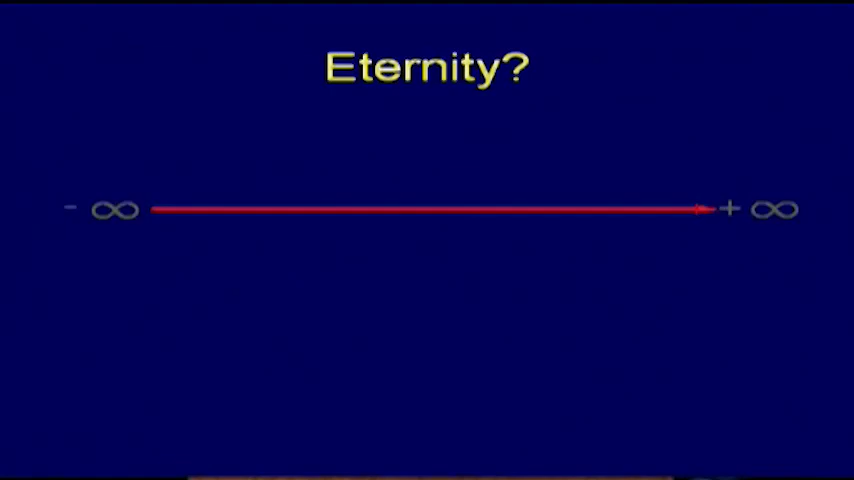 Eternity?
- ∞ + ∞